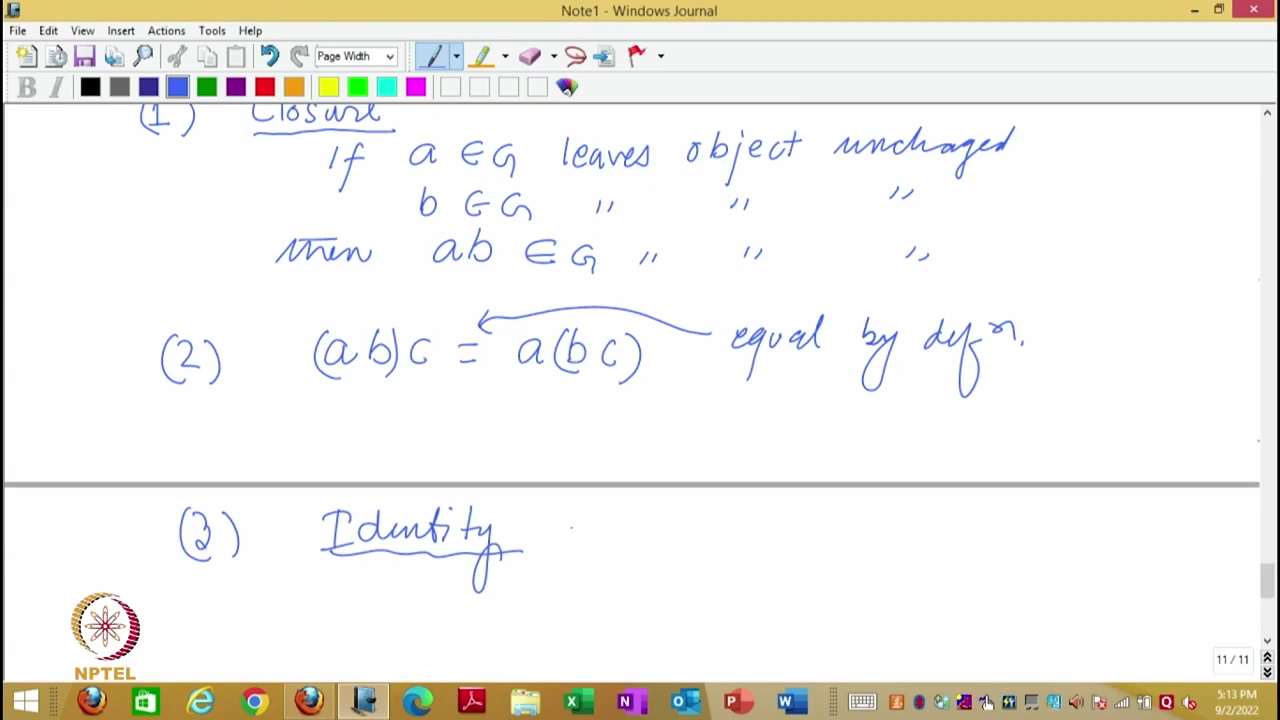 Note1 - Windows Journal
File Edit View Insert Actions Tools Help
Page Width
B I
(1) Closure
If a ∈ G leaves object unchaged
b ∈ G " " "
then ab ∈ G " " "
(2) (ab)c = a(bc) equal by defn.
(3) Identity
NPTEL
11 / 11
5:13 PM
9/2/2022